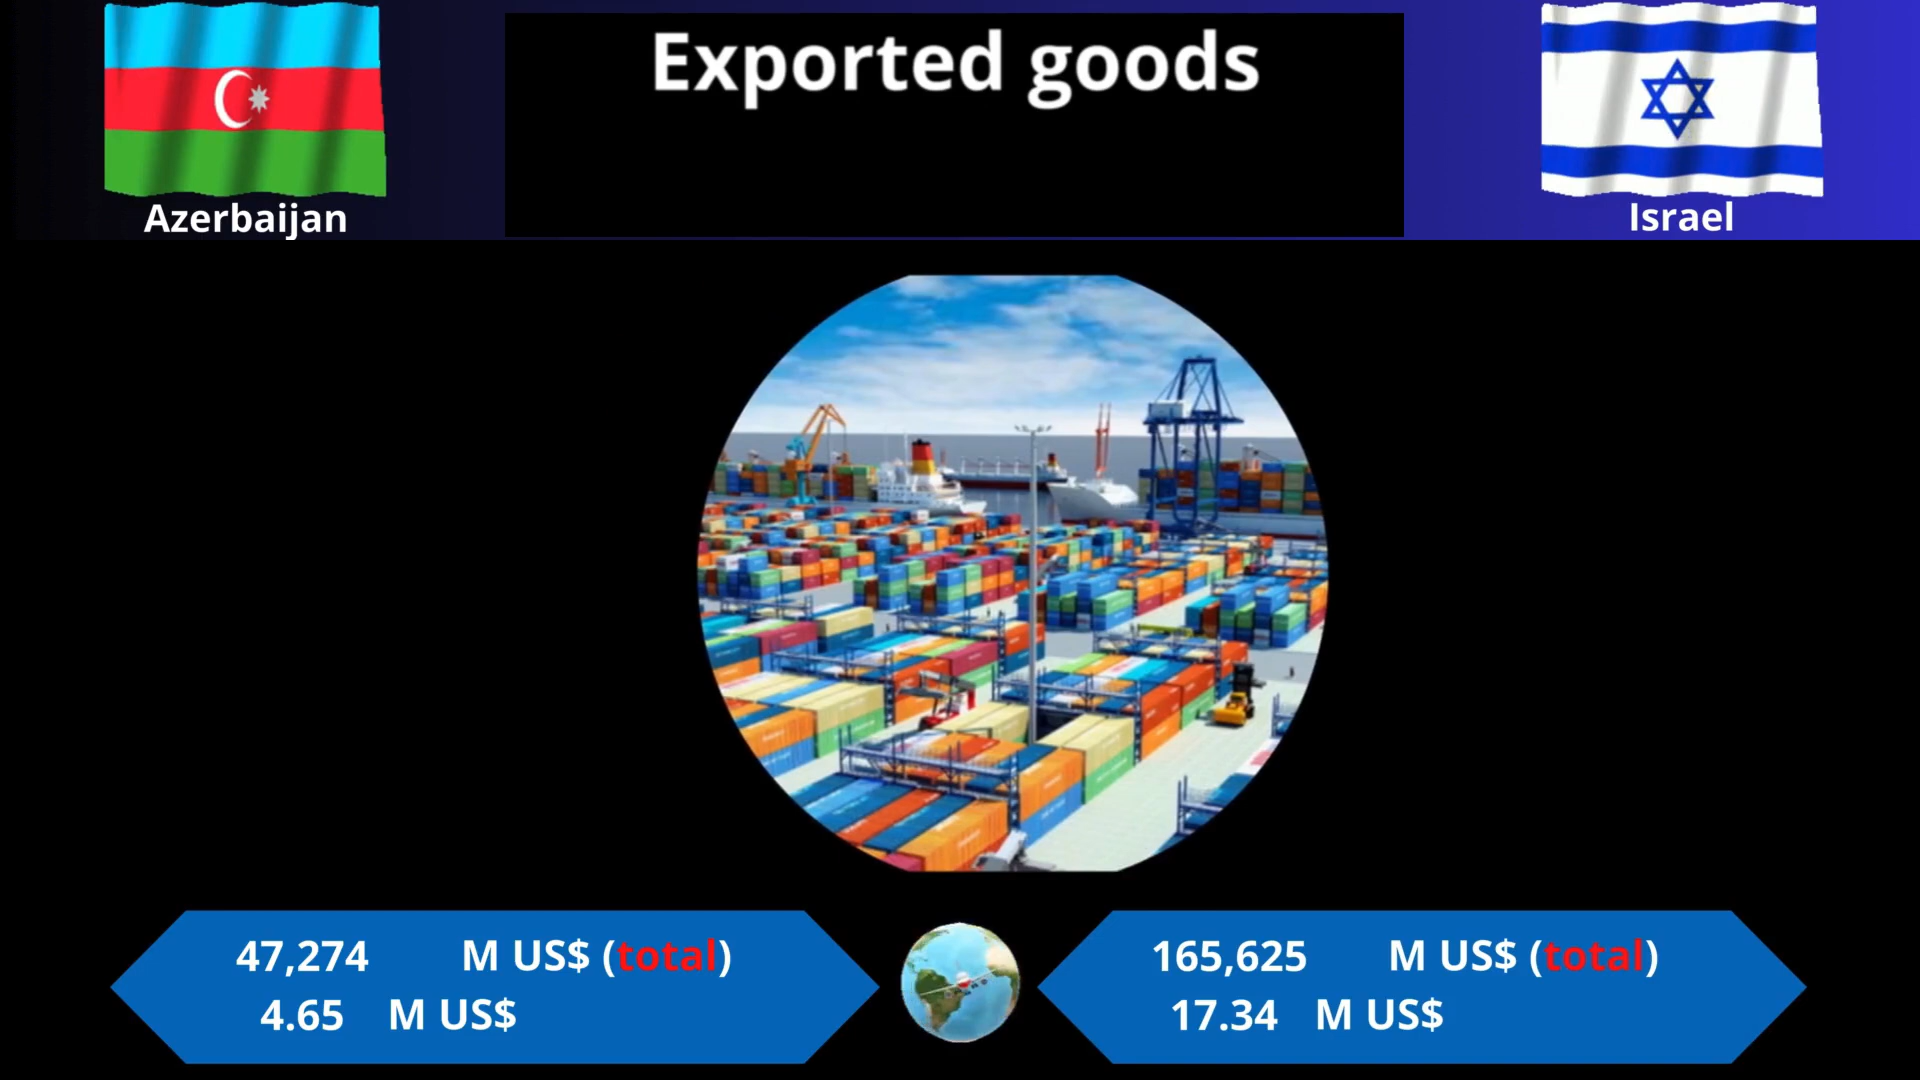 Exported goods
Azerbaijan
Israel
47,274 M US$ (total)
4.65 M US$
165,625 M US$ (total)
17.34 M US$